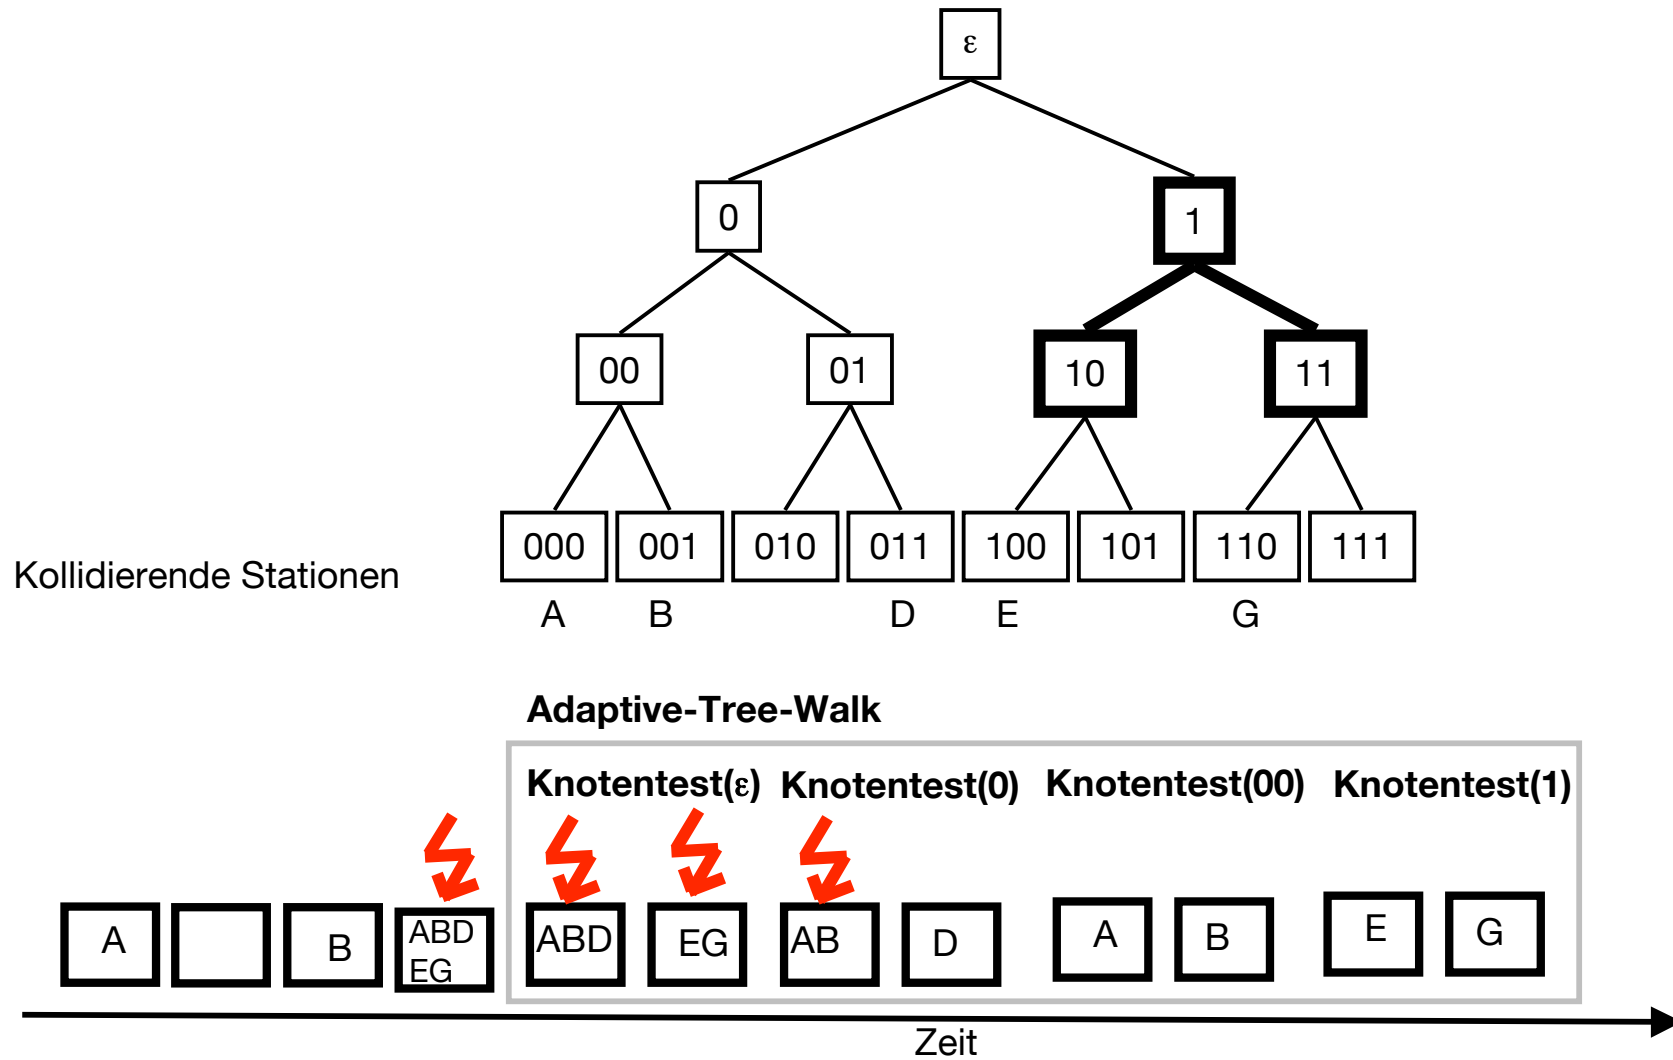 ε
0 1
00 01 10 11
000 001 010 011 100 101 110 111
Kollidierende Stationen
A B D E G
Adaptive-Tree-Walk
Knotentest(ε) Knotentest(0) Knotentest(00) Knotentest(1)
A B ABD ABD EG AB D A B E G
EG
Zeit